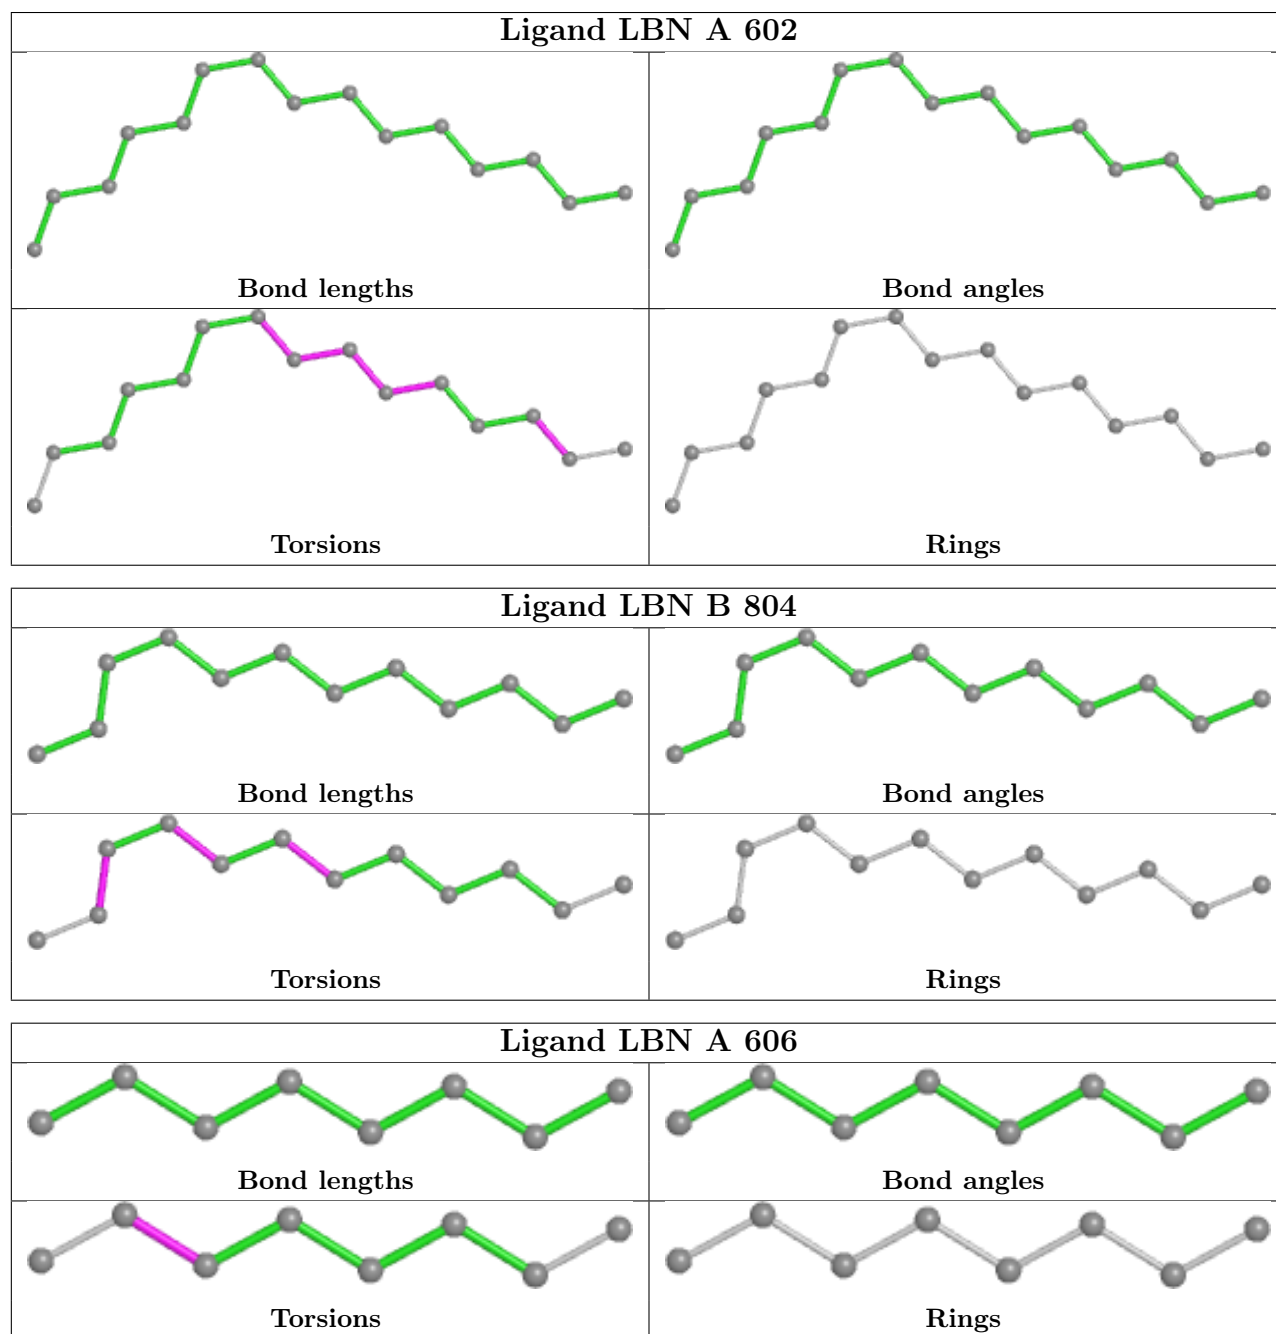 Ligand LBN A 602
Bond lengths
Bond angles
Torsions
Rings
Ligand LBN B 804
Bond lengths
Bond angles
Torsions
Rings
Ligand LBN A 606
Bond lengths
Bond angles
Torsions
Rings